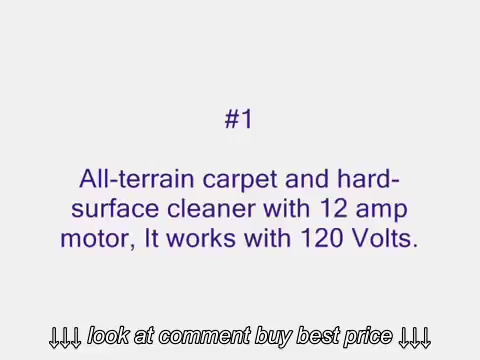 #1
All-terrain carpet and hard-
surface cleaner with 12 amp
motor, It works with 120 Volts.
↓↓↓ look at comment buy best price ↓↓↓